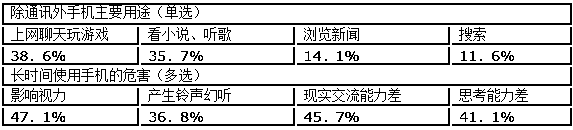 除通讯外手机主要用途（单选）
上网聊天玩游戏 看小说、听歌 浏览新闻 搜索
38.6% 35.7% 14.1% 11.6%
长时间使用手机的危害（多选）
影响视力 产生铃声幻听 现实交流能力差 思考能力差
47.1% 36.8% 45.7% 41.1%